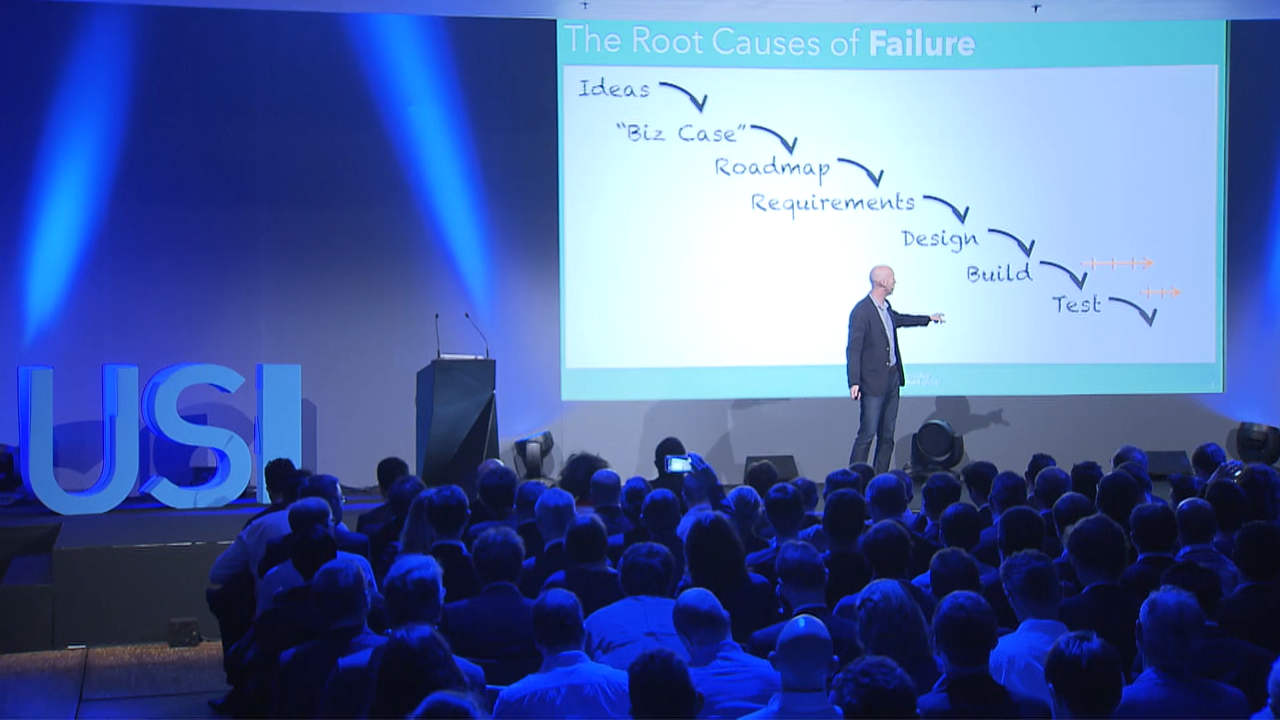 The Root Causes of Failure
Ideas
“Biz Case”
Roadmap
Requirements
Design
Build
Test
USI